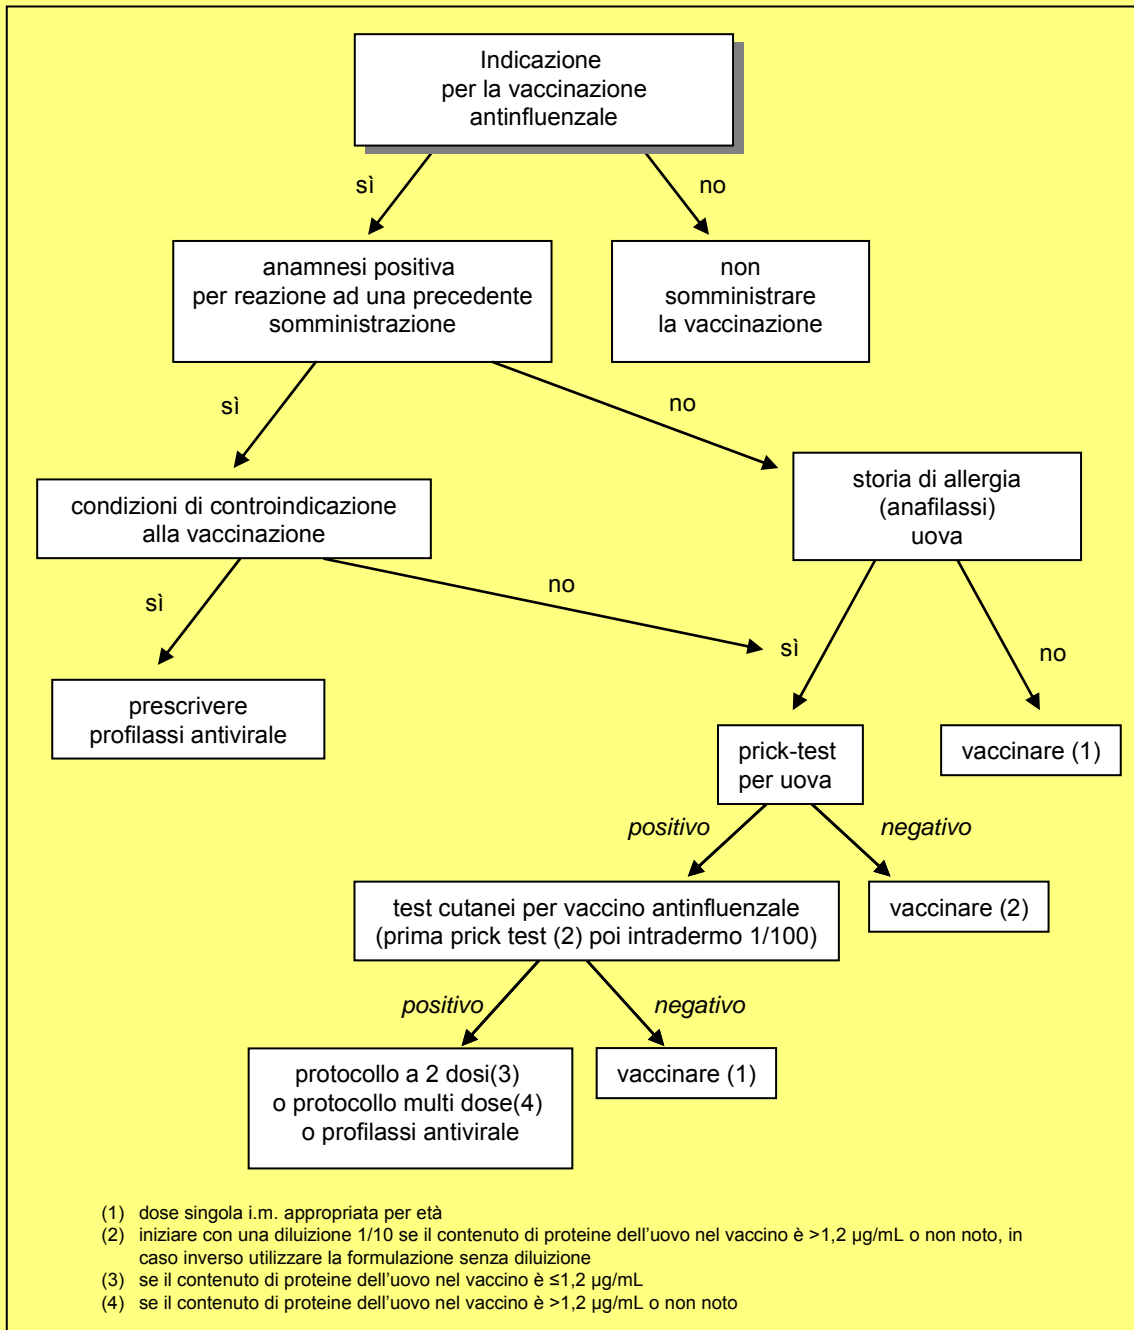 Indicazione
per la vaccinazione
antinfluenzale
sì
no
anamnesi positiva
per reazione ad una precedente
somministrazione
non
somministrare
la vaccinazione
sì
no
condizioni di controindicazione
alla vaccinazione
storia di allergia
(anafilassi)
uova
sì
no
sì
no
prescrivere
profilassi antivirale
prick-test
per uova
vaccinare (1)
positivo
negativo
test cutanei per vaccino antinfluenzale
(prima prick test (2) poi intradermo 1/100)
vaccinare (2)
positivo
negativo
protocollo a 2 dosi(3)
o protocollo multi dose(4)
o profilassi antivirale
vaccinare (1)
(1) dose singola i.m. appropriata per età
(2) iniziare con una diluizione 1/10 se il contenuto di proteine dell'uovo nel vaccino è >1,2 µg/mL o non noto, in
caso inverso utilizzare la formulazione senza diluizione
(3) se il contenuto di proteine dell'uovo nel vaccino è ≤1,2 µg/mL
(4) se il contenuto di proteine dell'uovo nel vaccino è >1,2 µg/mL o non noto